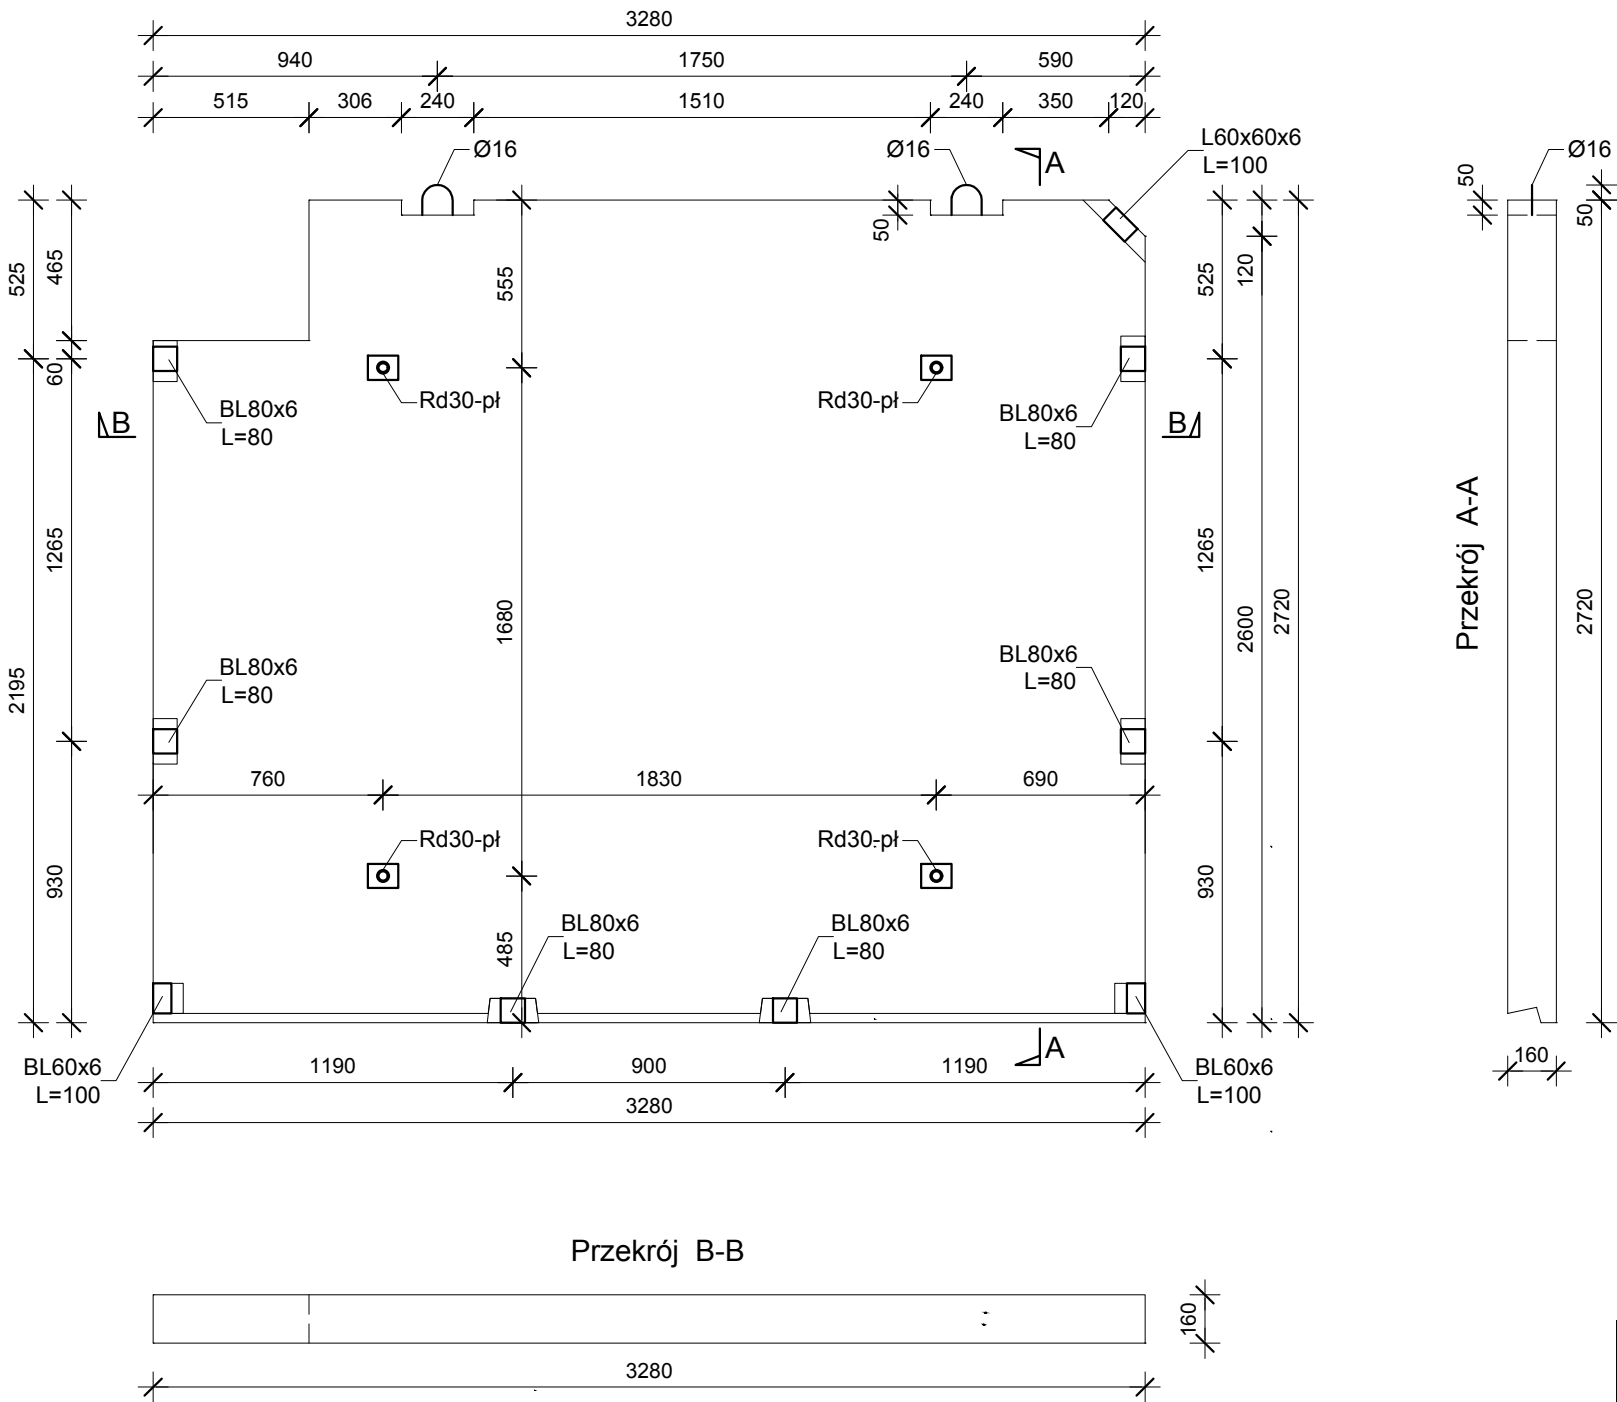 3280
940 1750 590
515 306 240 1510 240 350 120
Ø16 Ø16 A L60x60x6
L=100
Ø16
50
50
50
525
465
555
525
120
60
Rd30-pł Rd30-pł
BL80x6 BL80x6
L=80 L=80
B B
Przekrój A-A
1265
1680
1265
2600
2720
2720
2195
BL80x6 BL80x6
L=80 L=80
760 1830 690
Rd30-pł Rd30-pł
930
485
930
BL80x6 BL80x6
L=80 L=80
A
160
BL60x6 BL60x6
L=100 L=100
1190 900 1190
3280
Przekrój B-B
160
3280